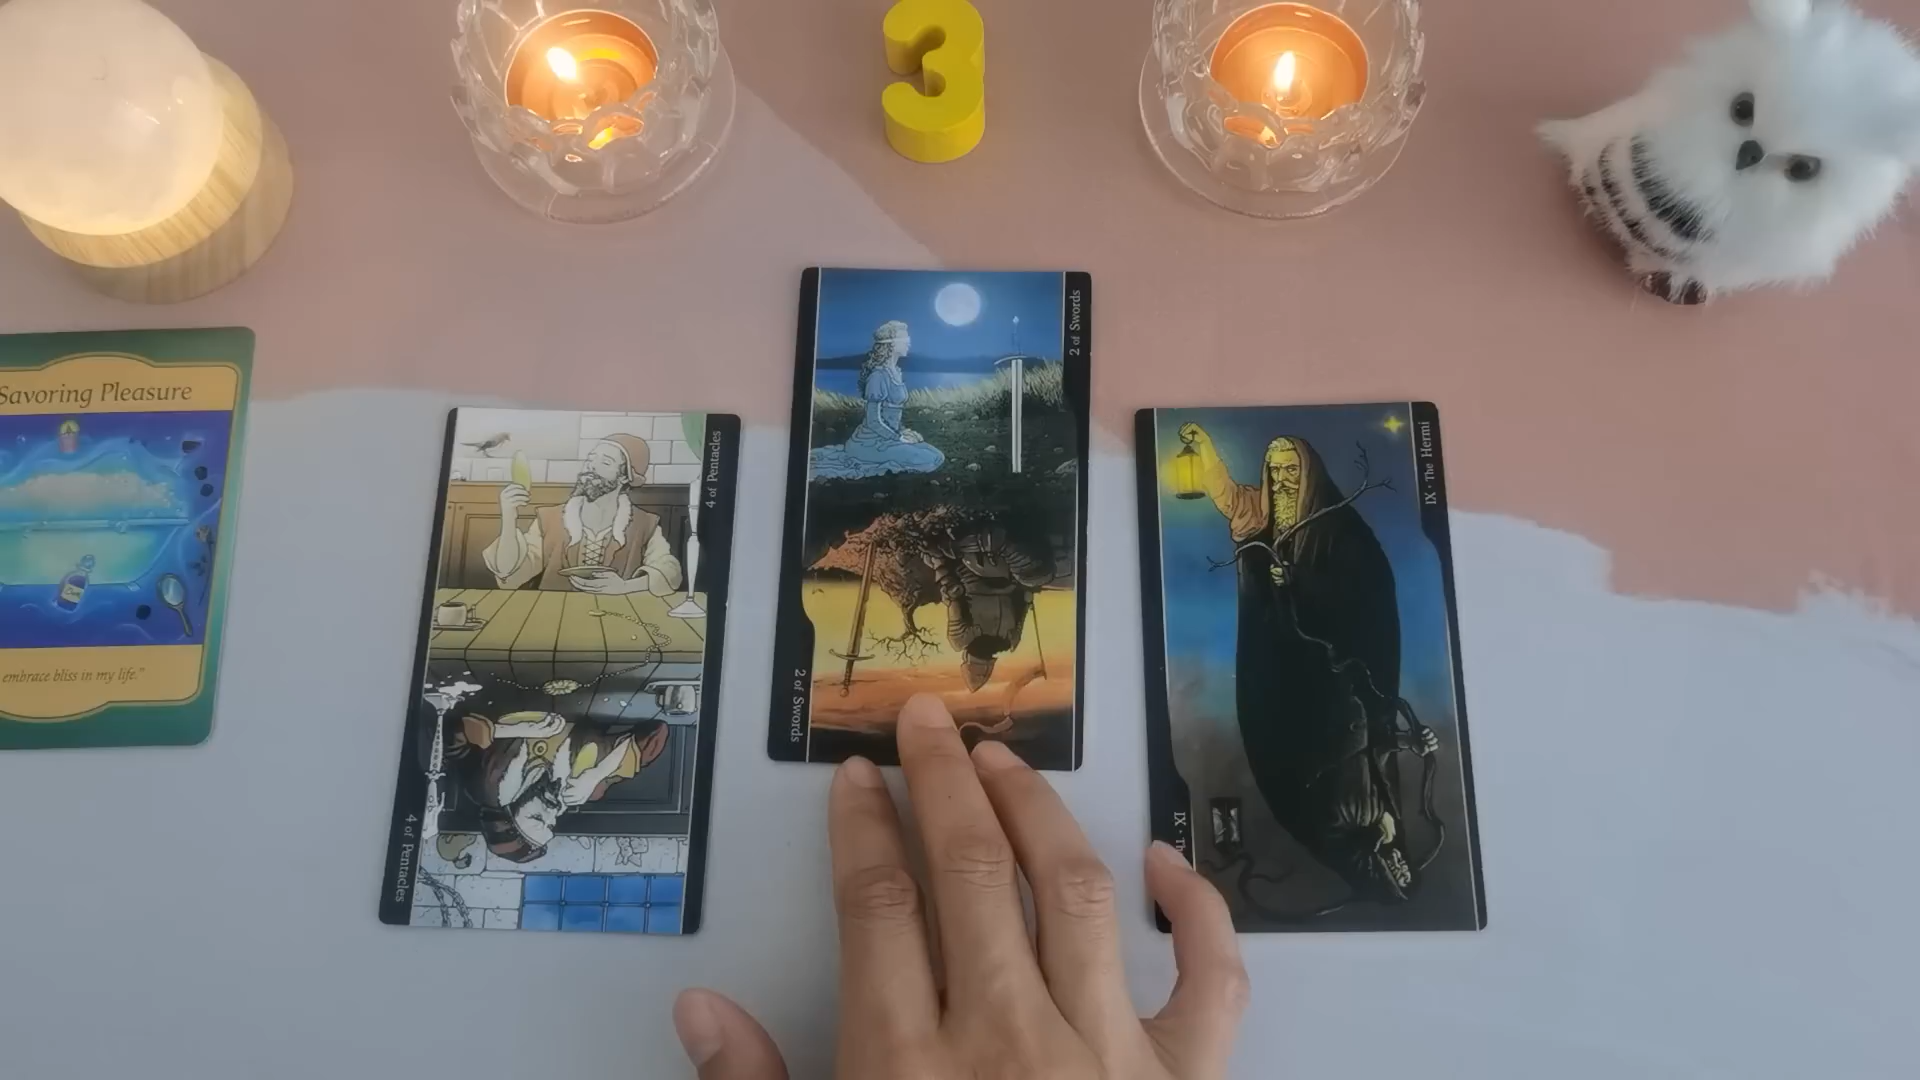 3
Savoring Pleasure
embrace bliss in my life."
4 of Pentacles
4 of Pentacles
2 of Swords
2 of Swords
IX · The Hermi
IX ·